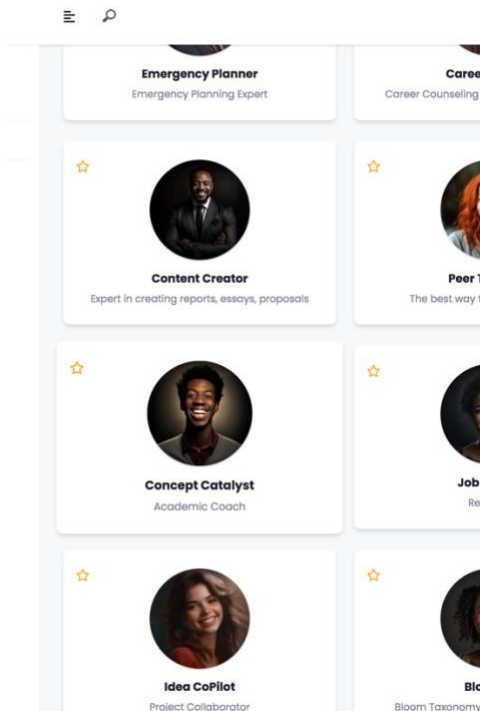 Emergency Planner
Emergency Planning Expert
Career Counseling
Content Creator
Expert in creating reports, essays, proposals
Peer
The best way
Concept Catalyst
Academic Coach
Job
Idea CoPilot
Project Collaborator
Bloom Taxonomy